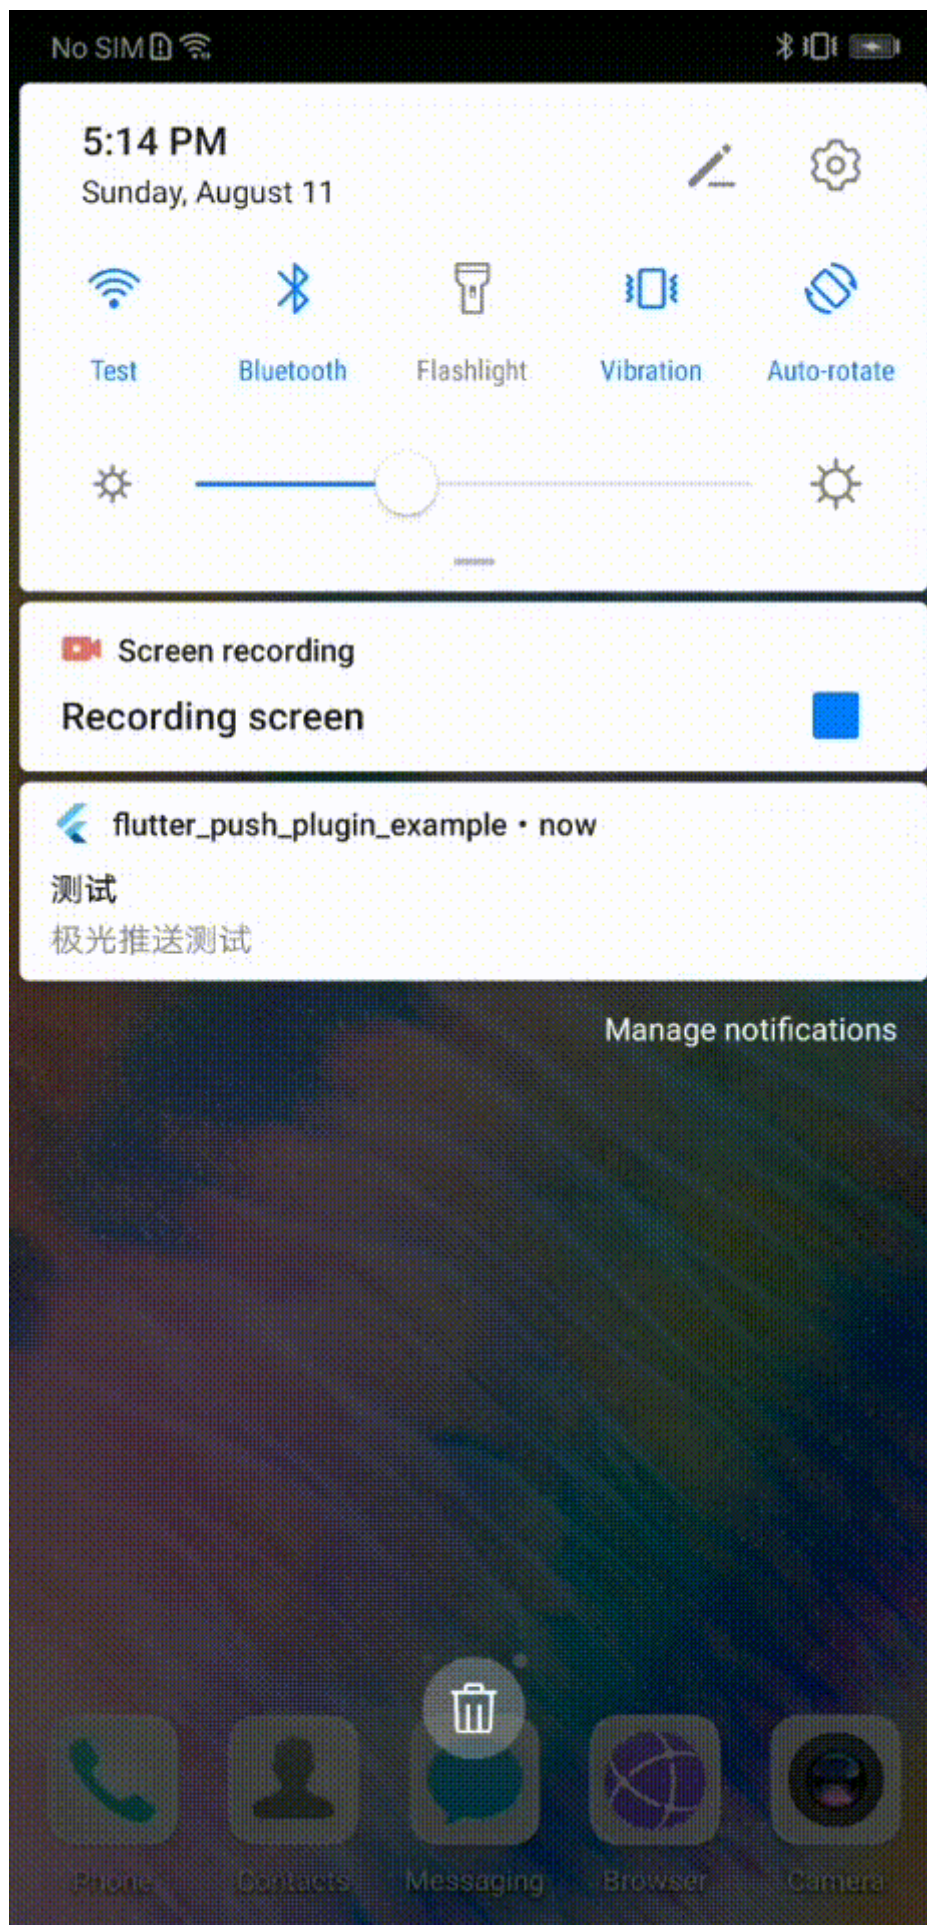 No SIM
5:14 PM
Sunday, August 11
Test Bluetooth Flashlight Vibration Auto-rotate
Screen recording
Recording screen
flutter_push_plugin_example • now
测试
极光推送测试
Manage notifications
Phone Contacts Messaging Browser Camera